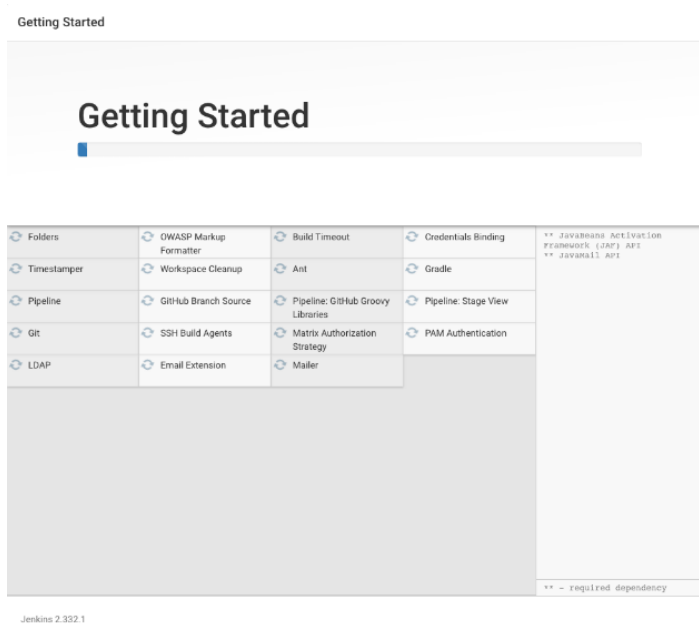 Getting Started
Getting Started
Folders
OWASP Markup
Formatter
Build Timeout
Credentials Binding
Timestamper
Workspace Cleanup
Ant
Gradle
Pipeline
GitHub Branch Source
Pipeline: GitHub Groovy
Libraries
Pipeline: Stage View
Git
SSH Build Agents
Matrix Authorization
Strategy
PAM Authentication
LDAP
Email Extension
Mailer
** JavaBeans Activation
Framework (JAF) API
** JavaMail API
** - required dependency
Jenkins 2.332.1